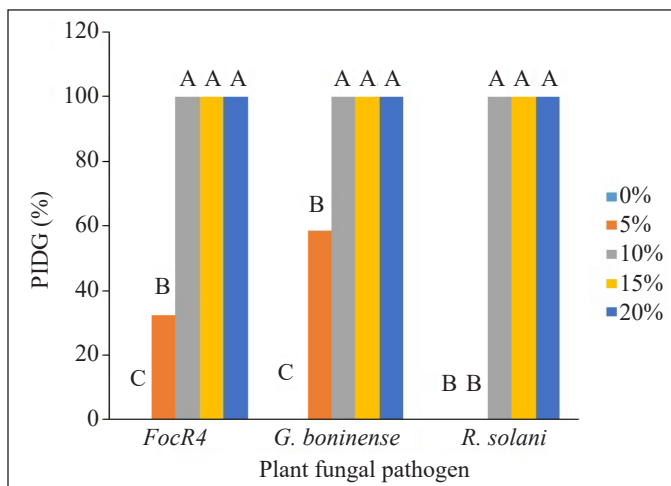 120
100
80
60
40
20
0
PIDG (%)
C B A A A
C B A A A
B B A A A
FocR4 G. boninense R. solani
Plant fungal pathogen
0%
5%
10%
15%
20%